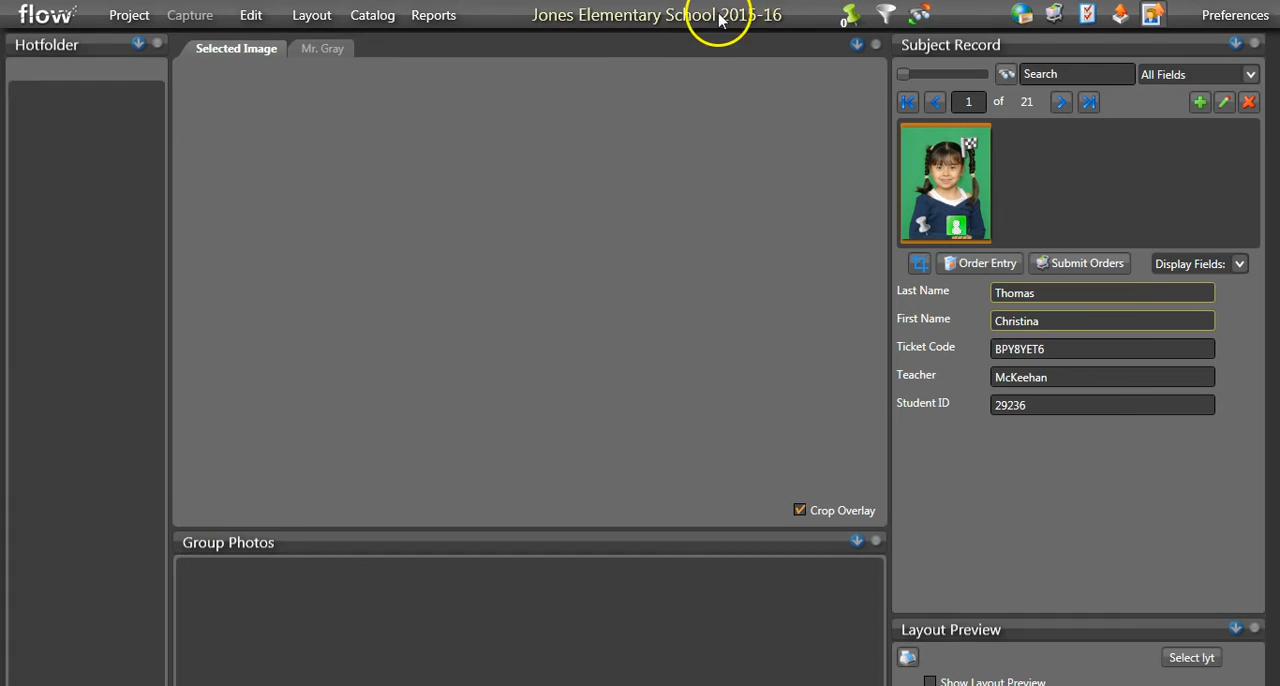 flow Project Capture Edit Layout Catalog Reports Jones Elementary School 2015-16 0 Preferences
Hotfolder
Selected Image Mr. Gray
Subject Record
Search All Fields
1 of 21
Order Entry Submit Orders Display Fields:
Last Name Thomas
First Name Christina
Ticket Code BPY8YET6
Teacher McKeehan
Student ID 29236
Crop Overlay
Group Photos
Layout Preview
Select lyt
Show Layout Preview